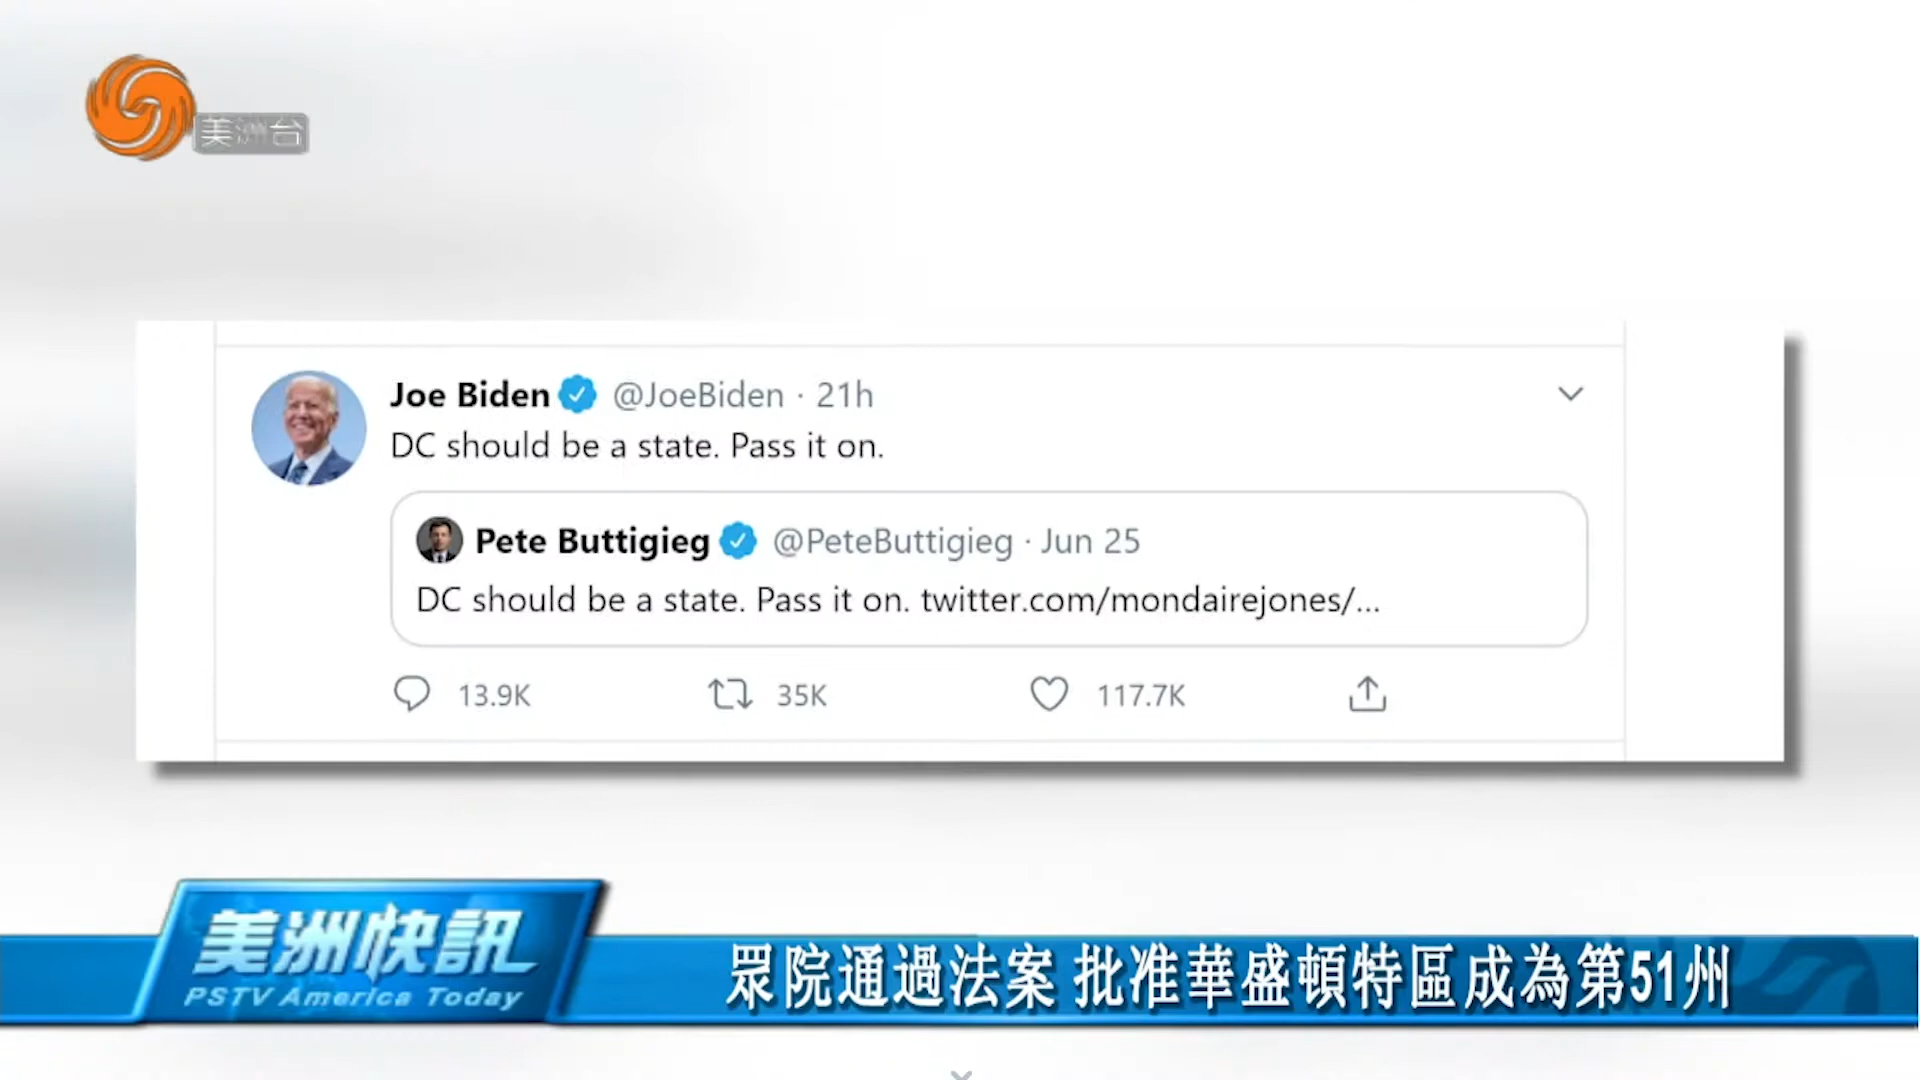 美洲台
Joe Biden @JoeBiden · 21h
DC should be a state. Pass it on.
Pete Buttigieg @PeteButtigieg · Jun 25
DC should be a state. Pass it on. twitter.com/mondairejones/...
13.9K 35K 117.7K
美洲快訊
PSTV America Today
眾院通過法案 批准華盛頓特區成為第51州